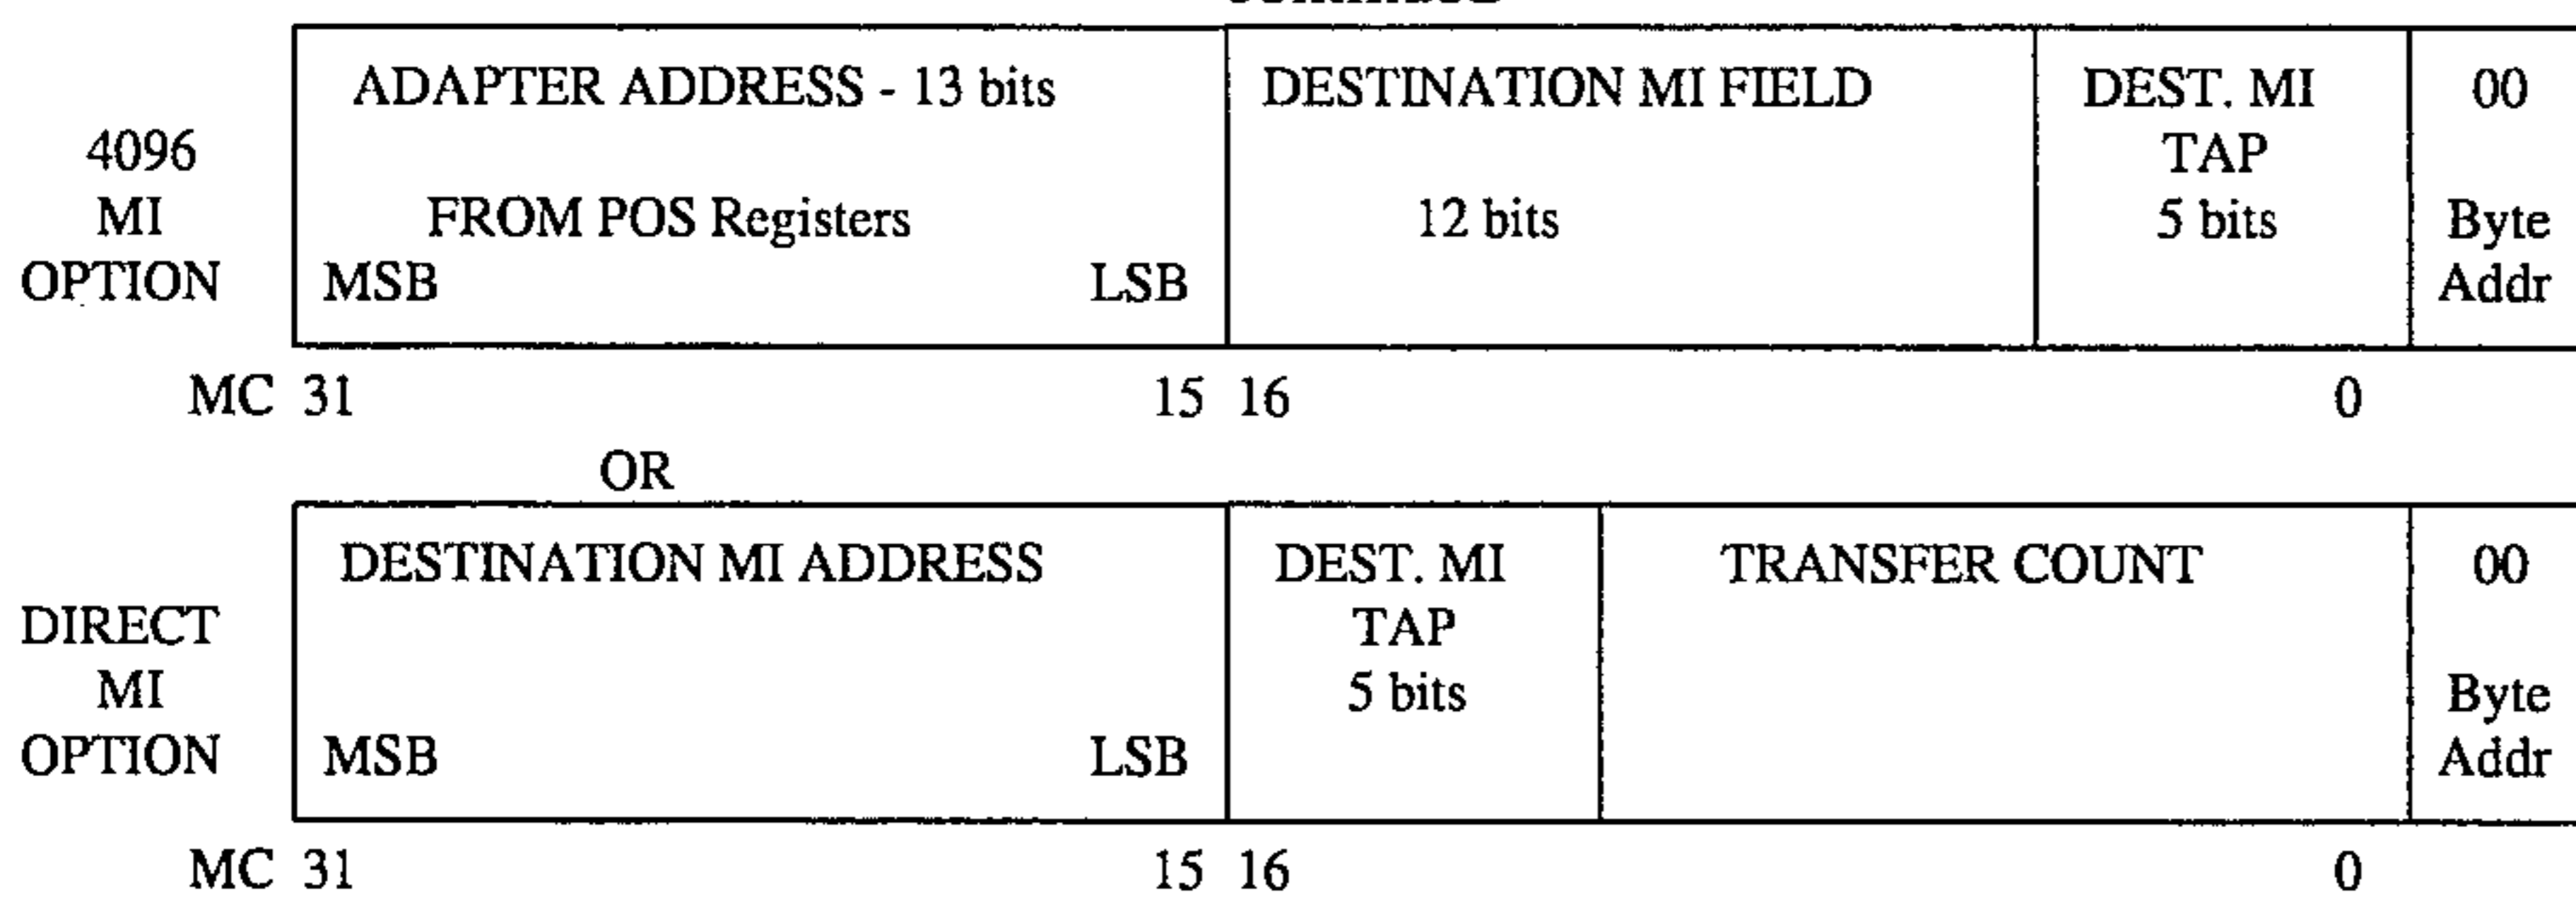 ADAPTER ADDRESS - 13 bits DESTINATION MI FIELD DEST. MI 00
4096 TAP
MI FROM POS Registers 12 bits 5 bits Byte
OPTION MSB LSB Addr
MC 31 15 16 0
OR
DESTINATION MI ADDRESS DEST. MI TRANSFER COUNT 00
DIRECT TAP
MI 5 bits Byte
OPTION MSB LSB Addr
MC 31 15 16 0